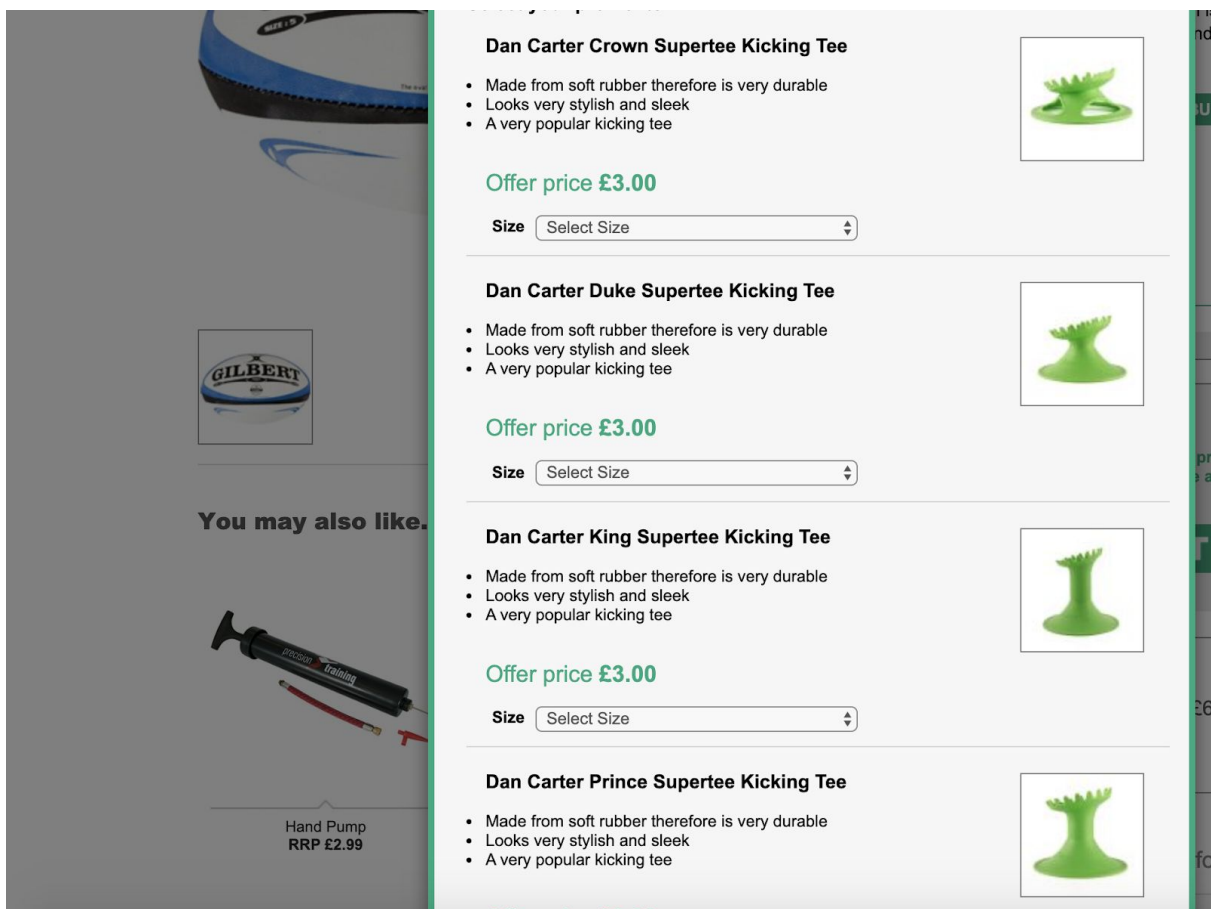 SIZE : 5
GILBERT
You may also like.
precision training
Hand Pump
RRP £2.99
Dan Carter Crown Supertee Kicking Tee
Made from soft rubber therefore is very durable
Looks very stylish and sleek
A very popular kicking tee
Offer price £3.00
Size Select Size
Dan Carter Duke Supertee Kicking Tee
Made from soft rubber therefore is very durable
Looks very stylish and sleek
A very popular kicking tee
Offer price £3.00
Size Select Size
Dan Carter King Supertee Kicking Tee
Made from soft rubber therefore is very durable
Looks very stylish and sleek
A very popular kicking tee
Offer price £3.00
Size Select Size
Dan Carter Prince Supertee Kicking Tee
Made from soft rubber therefore is very durable
Looks very stylish and sleek
A very popular kicking tee